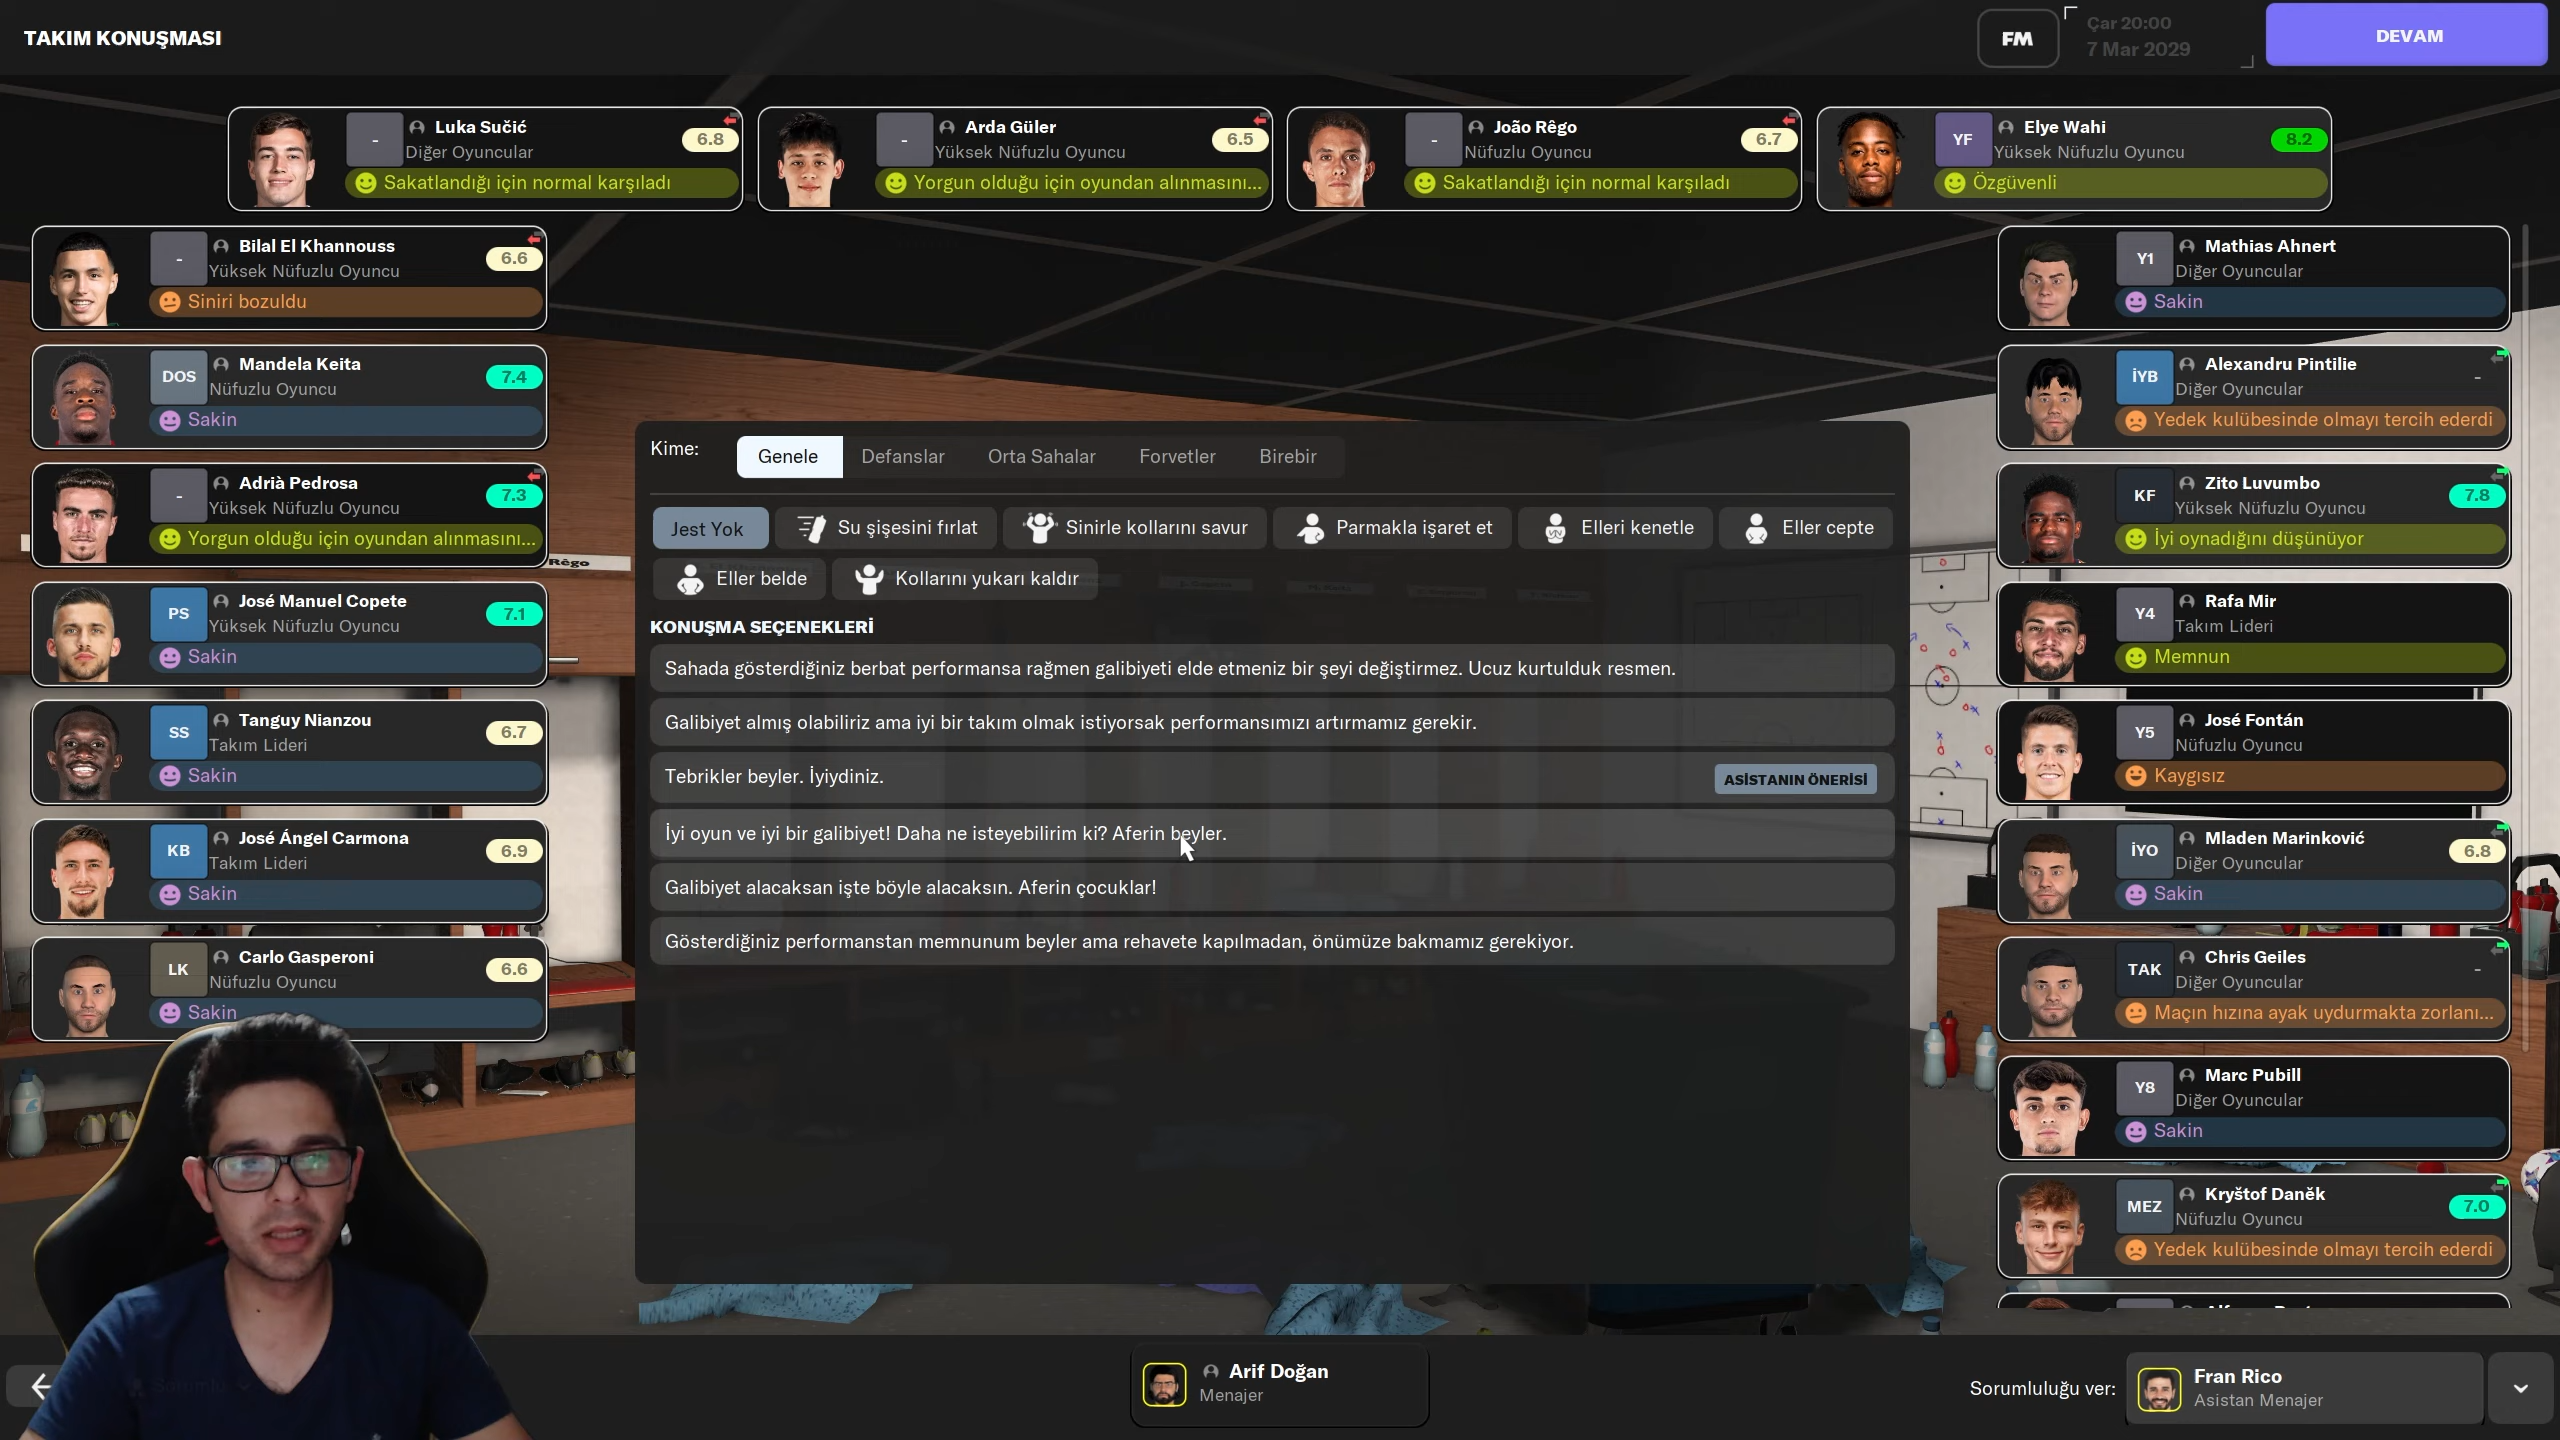 TAKIM KONUŞMASI
FM
Çar 20:00
7 Mar 2029
DEVAM
-
Luka Sučić
Diğer Oyuncular
6.8
Sakatlandığı için normal karşıladı
-
Arda Güler
Yüksek Nüfuzlu Oyuncu
6.5
Yorgun olduğu için oyundan alınmasını...
-
João Rêgo
Nüfuzlu Oyuncu
6.7
Sakatlandığı için normal karşıladı
YF
Elye Wahi
Yüksek Nüfuzlu Oyuncu
8.2
Özgüvenli
-
Bilal El Khannouss
Yüksek Nüfuzlu Oyuncu
6.6
Siniri bozuldu
DOS
Mandela Keita
Nüfuzlu Oyuncu
7.4
Sakin
-
Adrià Pedrosa
Yüksek Nüfuzlu Oyuncu
7.3
Yorgun olduğu için oyundan alınmasını...
Rêgo
PS
José Manuel Copete
Yüksek Nüfuzlu Oyuncu
7.1
Sakin
SS
Tanguy Nianzou
Takım Lideri
6.7
Sakin
KB
José Ángel Carmona
Takım Lideri
6.9
Sakin
LK
Carlo Gasperoni
Nüfuzlu Oyuncu
6.6
Sakin
Kime:
Genele
Defanslar
Orta Sahalar
Forvetler
Birebir
Jest Yok
Su şişesini fırlat
Sinirle kollarını savur
Parmakla işaret et
Elleri kenetle
Eller cepte
Eller belde
Kollarını yukarı kaldır
KONUŞMA SEÇENEKLERİ
Sahada gösterdiğiniz berbat performansa rağmen galibiyeti elde etmeniz bir şeyi değiştirmez. Ucuz kurtulduk resmen.
Galibiyet almış olabiliriz ama iyi bir takım olmak istiyorsak performansımızı artırmamız gerekir.
Tebrikler beyler. İyiydiniz.
ASİSTANIN ÖNERİSİ
İyi oyun ve iyi bir galibiyet! Daha ne isteyebilirim ki? Aferin beyler.
Galibiyet alacaksan işte böyle alacaksın. Aferin çocuklar!
Gösterdiğiniz performanstan memnunum beyler ama rehavete kapılmadan, önümüze bakmamız gerekiyor.
Y1
Mathias Ahnert
Diğer Oyuncular
Sakin
İYB
Alexandru Pintilie
Diğer Oyuncular
-
Yedek kulübesinde olmayı tercih ederdi
KF
Zito Luvumbo
Yüksek Nüfuzlu Oyuncu
7.8
İyi oynadığını düşünüyor
Y4
Rafa Mir
Takım Lideri
Memnun
Y5
José Fontán
Nüfuzlu Oyuncu
Kaygısız
İYO
Mladen Marinković
Diğer Oyuncular
6.8
Sakin
TAK
Chris Geiles
Diğer Oyuncular
-
Maçın hızına ayak uydurmakta zorlanı...
Y8
Marc Pubill
Diğer Oyuncular
Sakin
MEZ
Kryštof Daněk
Nüfuzlu Oyuncu
7.0
Yedek kulübesinde olmayı tercih ederdi
Arif Doğan
Menajer
Sorumluluğu ver:
Fran Rico
Asistan Menajer